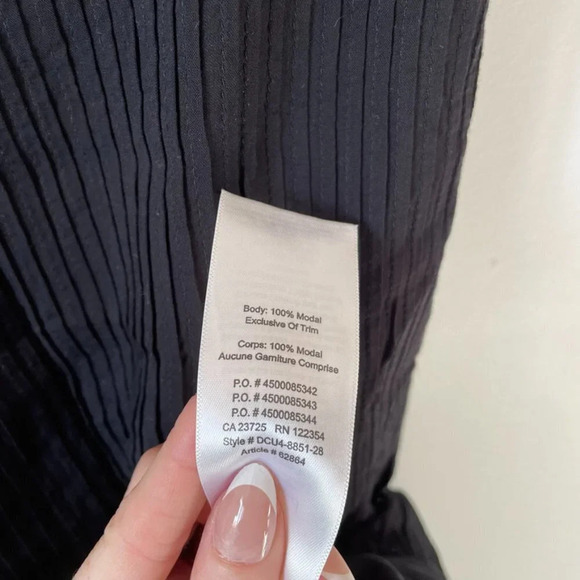 Body: 100% Modal
Exclusive Of Trim
Corps: 100% Modal
Aucune Garniture Comprise
P.O. # 4500085342
P.O. # 4500085343
P.O. # 4500085344
CA 23725 RN 122354
Style # DCU4-8851-28
Article # 62864